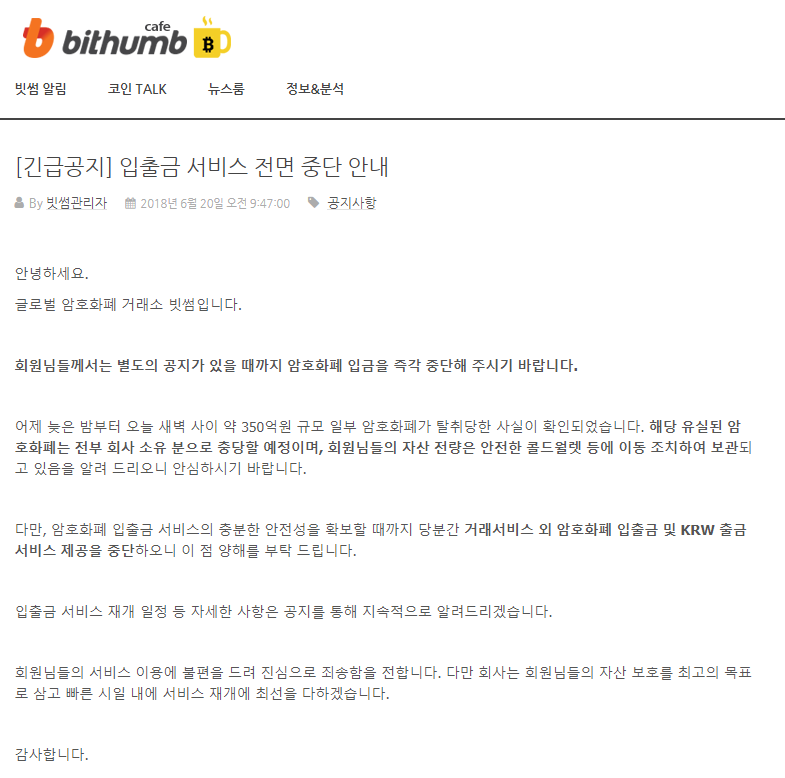 cafe
bithumb
빗썸 알림 코인 TALK 뉴스룸 정보&분석
[긴급공지] 입출금 서비스 전면 중단 안내
By 빗썸관리자 2018년 6월 20일 오전 9:47:00 공지사항
안녕하세요.
글로벌 암호화폐 거래소 빗썸입니다.
회원님들께서는 별도의 공지가 있을 때까지 암호화폐 입금을 즉각 중단해 주시기 바랍니다.
어제 늦은 밤부터 오늘 새벽 사이 약 350억원 규모 일부 암호화폐가 탈취당한 사실이 확인되었습니다. 해당 유실된 암
호화폐는 전부 회사 소유 분으로 충당할 예정이며, 회원님들의 자산 전량은 안전한 콜드월렛 등에 이동 조치하여 보관되
고 있음을 알려 드리오니 안심하시기 바랍니다.
다만, 암호화폐 입출금 서비스의 충분한 안전성을 확보할 때까지 당분간 거래서비스 외 암호화폐 입출금 및 KRW 출금
서비스 제공을 중단하오니 이 점 양해를 부탁 드립니다.
입출금 서비스 재개 일정 등 자세한 사항은 공지를 통해 지속적으로 알려드리겠습니다.
회원님들의 서비스 이용에 불편을 드려 진심으로 죄송함을 전합니다. 다만 회사는 회원님들의 자산 보호를 최고의 목표
로 삼고 빠른 시일 내에 서비스 재개에 최선을 다하겠습니다.
감사합니다.